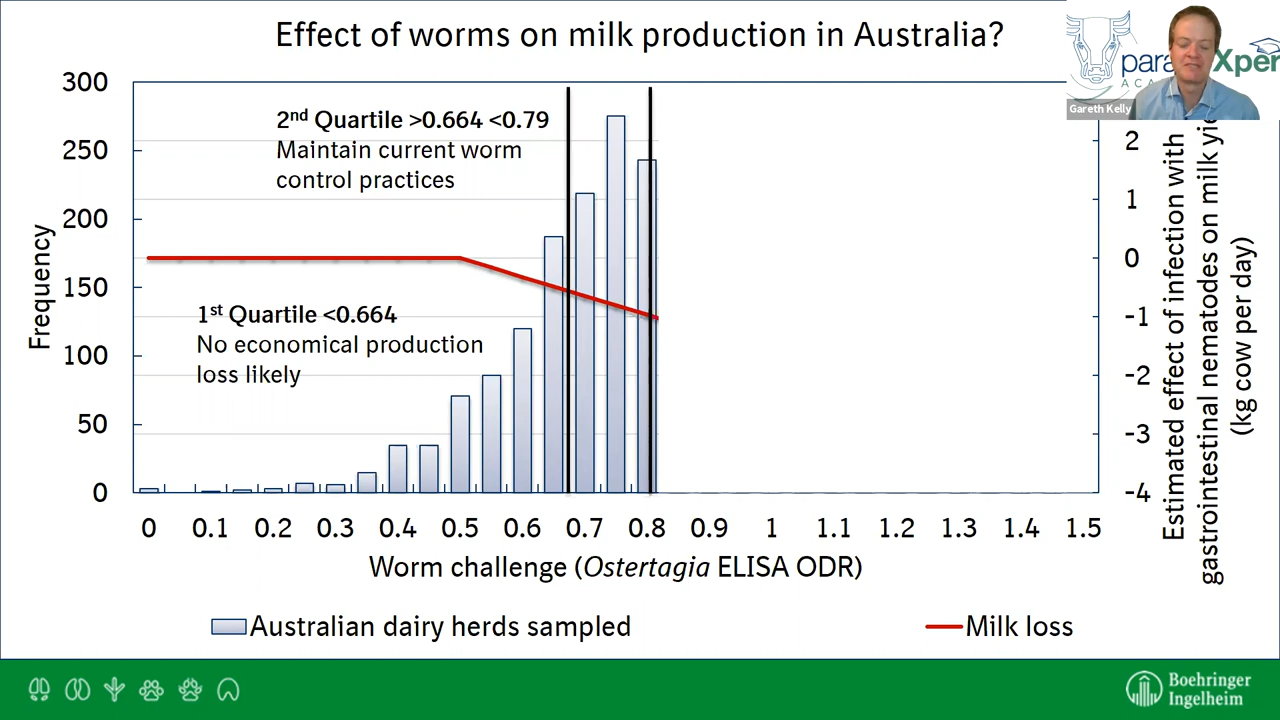 Effect of worms on milk production in Australia?
Gareth Kelly
300
250
200
150
100
50
0
Frequency
2nd Quartile >0.664 <0.79
Maintain current worm
control practices
1st Quartile <0.664
No economical production
loss likely
2
1
0
-1
-2
-3
-4
Estimated effect of infection with
gastrointestinal nematodes on milk
(kg cow per day)
0 0.1 0.2 0.3 0.4 0.5 0.6 0.7 0.8 0.9 1 1.1 1.2 1.3 1.4 1.5
Worm challenge (Ostertagia ELISA ODR)
Australian dairy herds sampled
Milk loss
Boehringer
Ingelheim